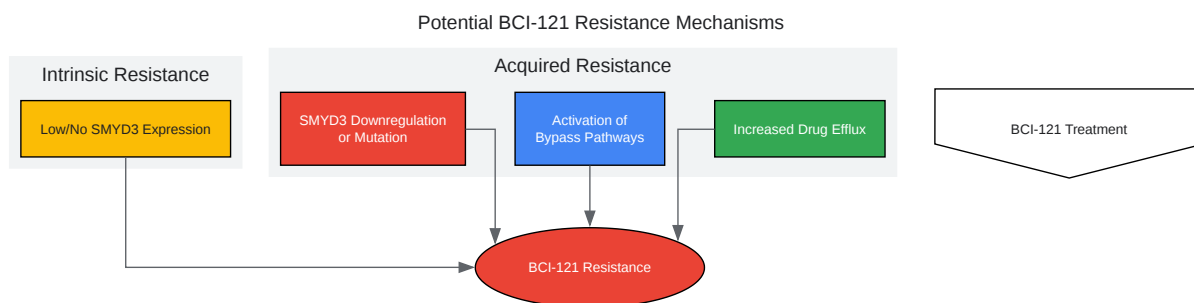 Potential BCI-121 Resistance Mechanisms
Intrinsic Resistance
Low/No SMYD3 Expression
Acquired Resistance
SMYD3 Downregulation
or Mutation
Activation of
Bypass Pathways
Increased Drug Efflux
BCI-121 Treatment
BCI-121 Resistance